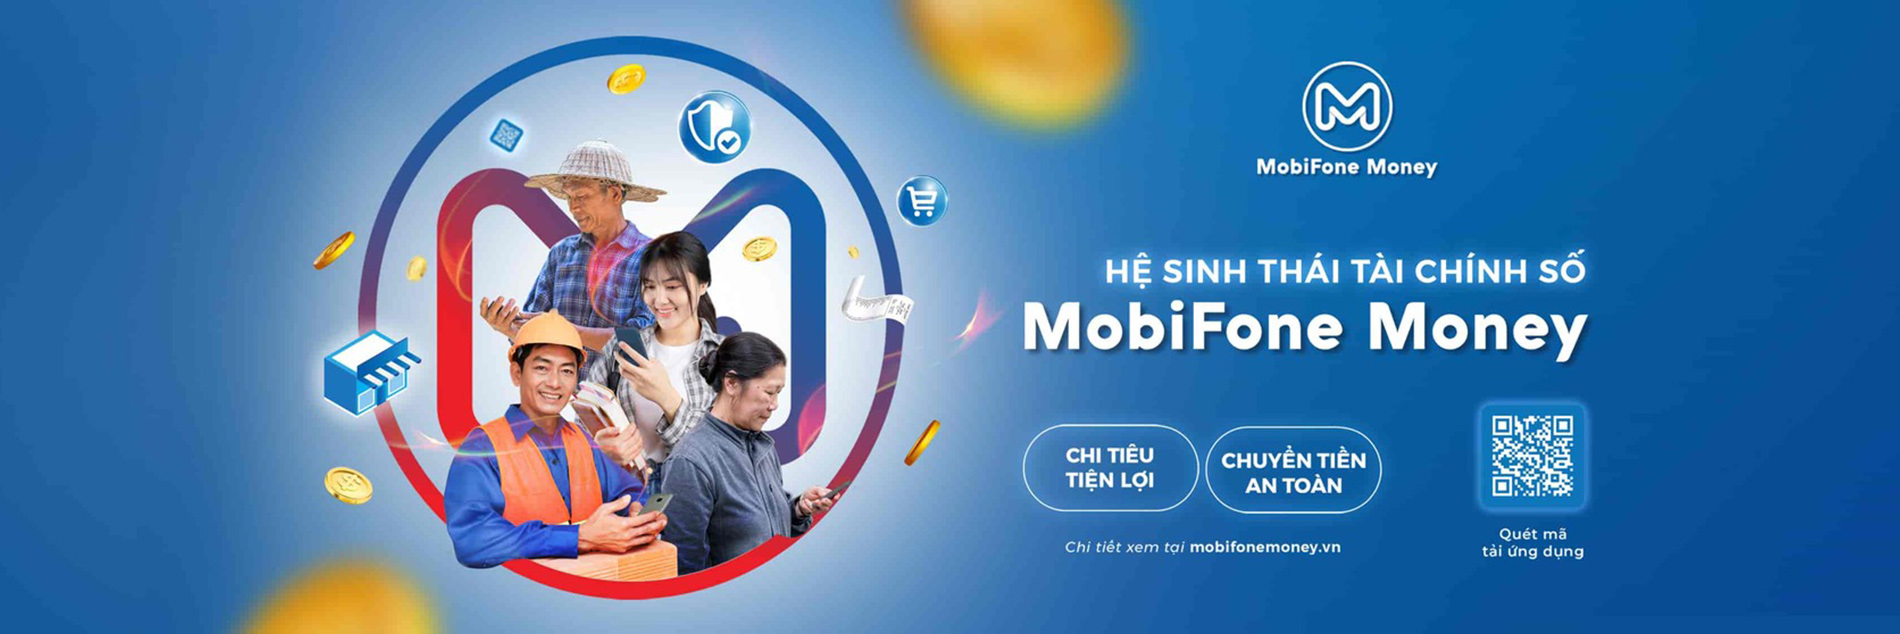 MobiFone Money
HỆ SINH THÁI TÀI CHÍNH SỐ
MobiFone Money
CHI TIÊU
TIỆN LỢI
CHUYỂN TIỀN
AN TOÀN
Chi tiết xem tại mobifonemoney.vn
Quét mã
tải ứng dụng